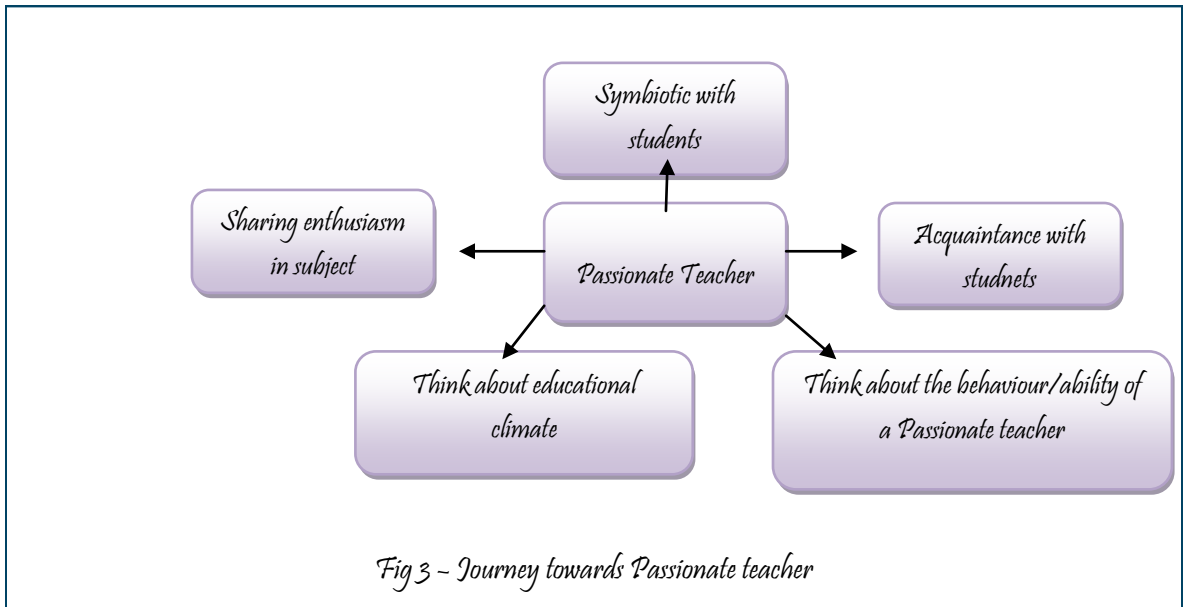 Symbiotic with
students
Sharing enthusiasm
in subject
Passionate Teacher
Acquaintance with
studnets
Think about educational
climate
Think about the behaviour/ability of
a Passionate teacher
Fig 3 – Journey towards Passionate teacher